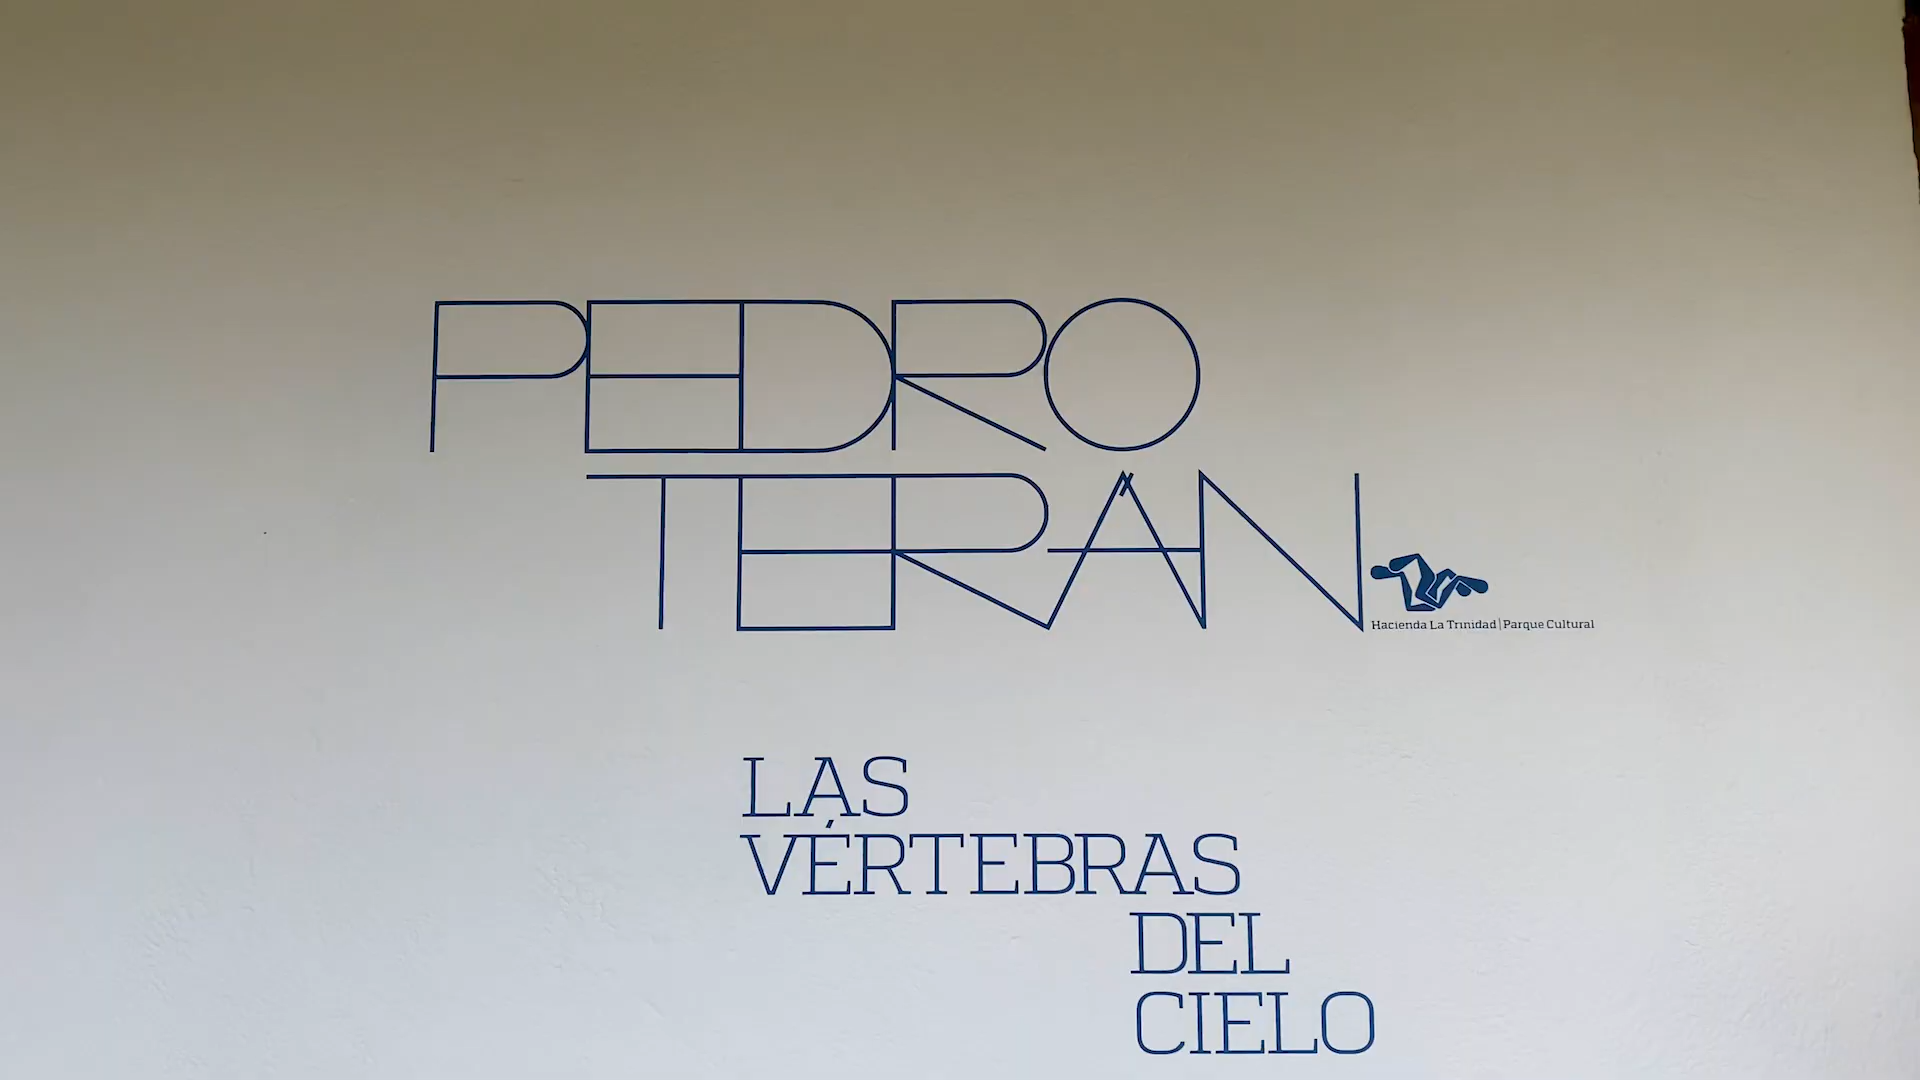 PEDRO
TERÁN
Hacienda La Trinidad | Parque Cultural
LAS
VÉRTEBRAS
DEL
CIELO